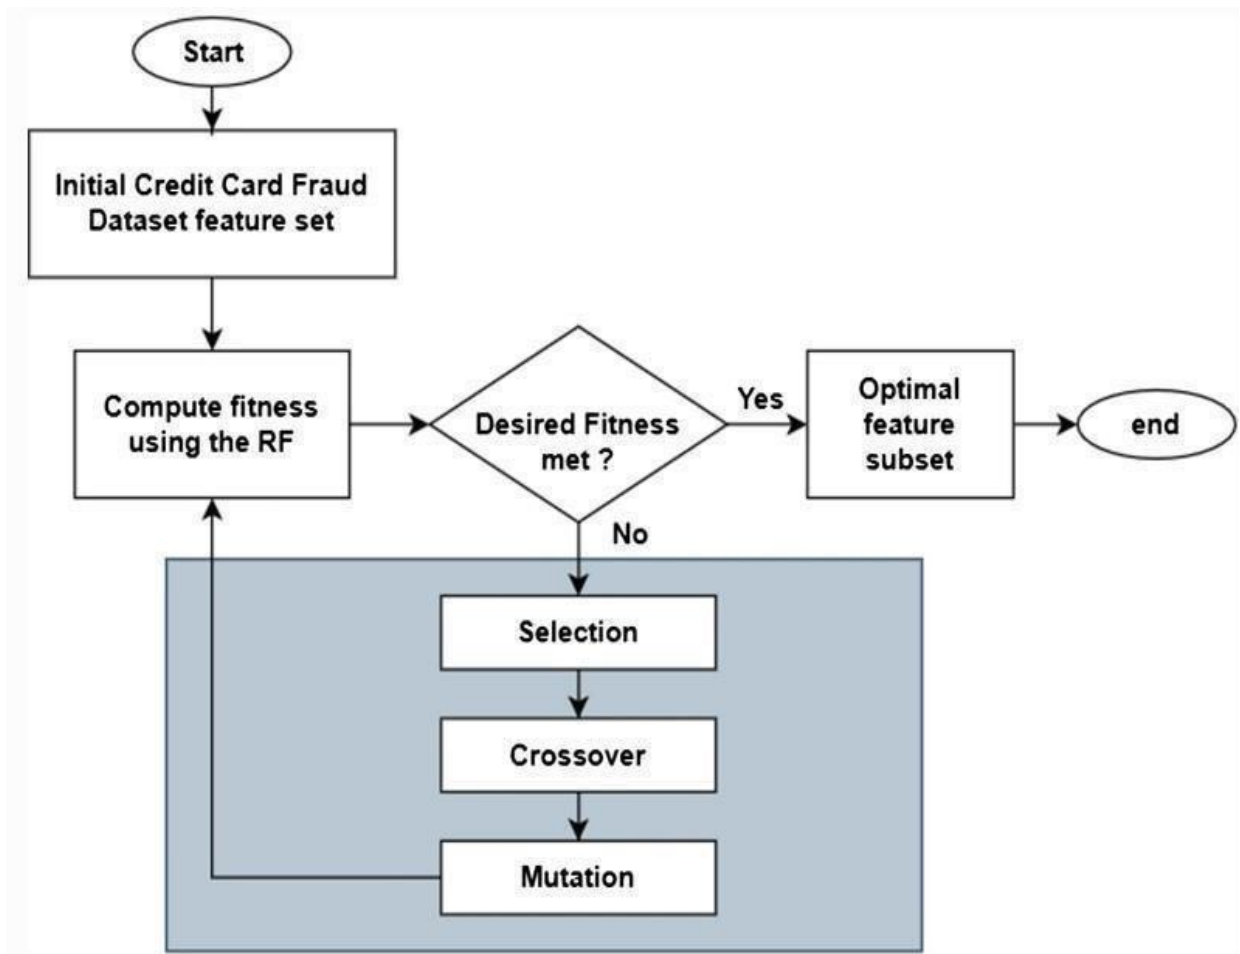 Start
Initial Credit Card Fraud
Dataset feature set
Compute fitness
using the RF
Desired Fitness
met ?
Yes
Optimal
feature
subset
end
No
Selection
Crossover
Mutation